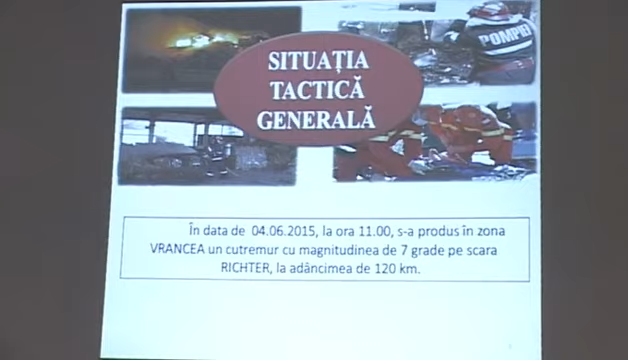 POMPIERI
SITUAȚIA
TACTICĂ
GENERALĂ
În data de 04.06.2015, la ora 11.00, s-a produs în zona
VRANCEA un cutremur cu magnitudinea de 7 grade pe scara
RICHTER, la adâncimea de 120 km.